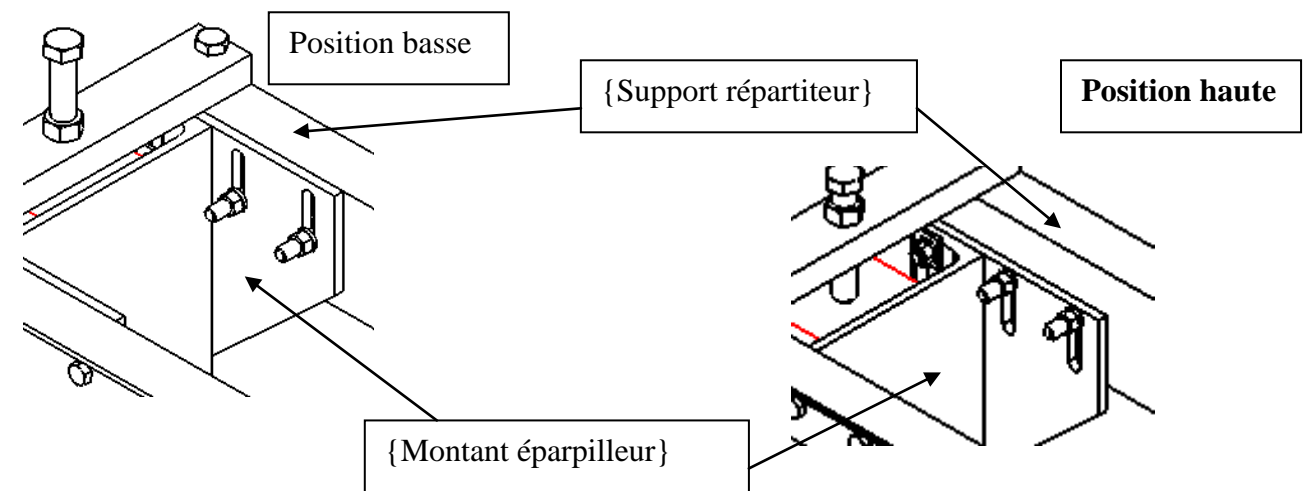 Position basse
{Support répartiteur}
Position haute
{Montant éparpilleur}